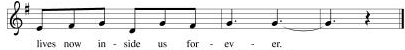 lives now in - side us for - ev - er.